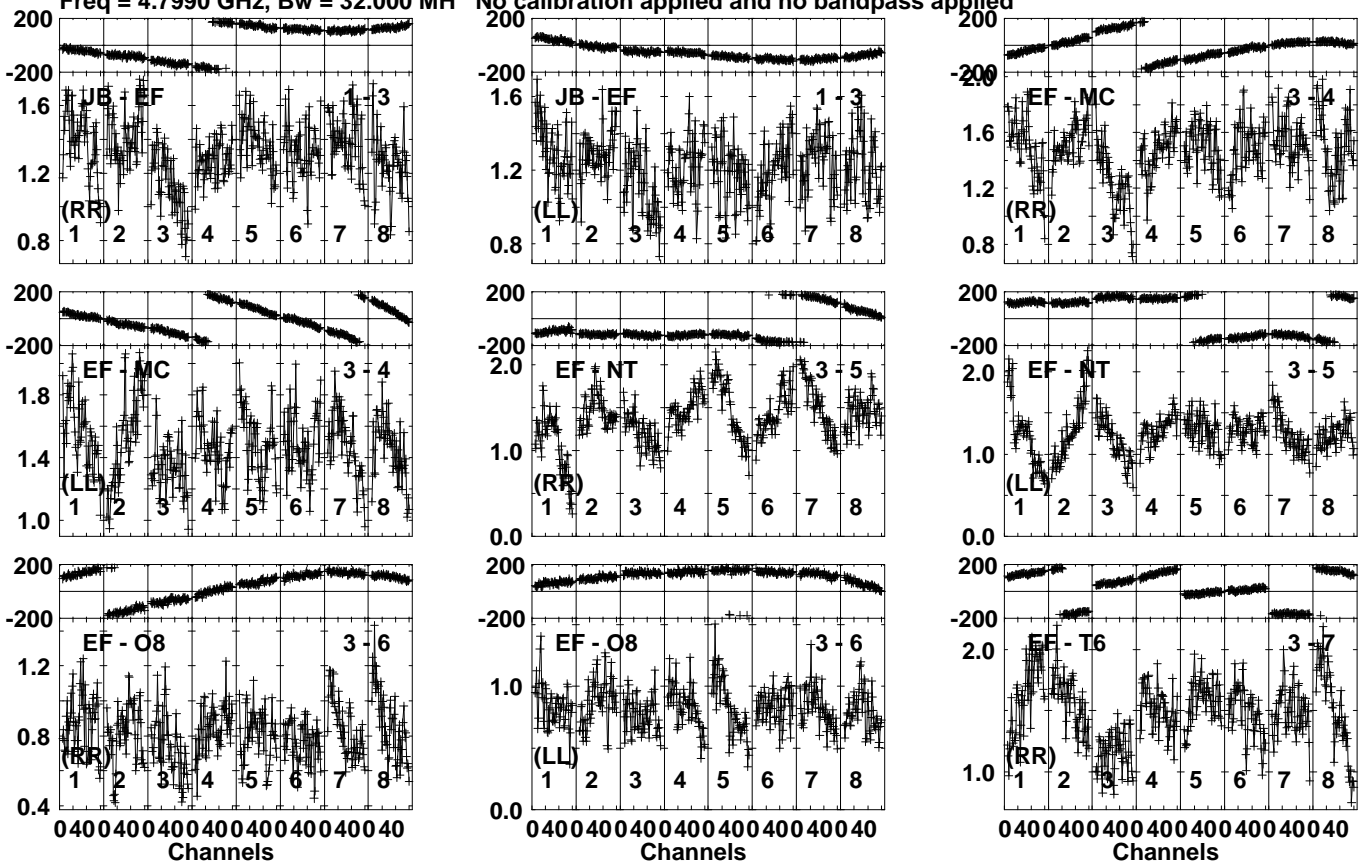 Freq = 4.7990 GHz, Bw = 32.000 MH No calibration applied and no bandpass applied
200 200 200
-200 -200 -200
2.0
1.6 JB - EF 1 - 3 1.6 JB - EF 1 - 3 EF - MC 3 - 4
1.6
1.2 1.2 1.2
(RR) (LL) (RR)
1 2 3 4 5 6 7 8 1 2 3 4 5 6 7 8 1 2 3 4 5 6 7 8
0.8 0.8 0.8
200 200 200
-200 -200 -200
EF - MC 3 - 4 2.0 EF - NT 3 - 5 2.0 EF - NT 3 - 5
1.8
1.4 1.0 1.0
(LL) (RR) (LL)
1 2 3 4 5 6 7 8 1 2 3 4 5 6 7 8 1 2 3 4 5 6 7 8
1.0 0.0 0.0
200 200 200
-200 -200 -200
EF - O8 3 - 6 EF - O8 3 - 6 2.0 EF - T6 3 - 7
1.2 1.0
0.8
(RR) (LL) (RR)
1 2 3 4 5 6 7 8 1 2 3 4 5 6 7 8 1.0 1 2 3 4 5 6 7 8
0.4 0.0
0 40 0 40 0 40 0 40 0 40 0 40 0 40 0 40 0 40 0 40 0 40 0 40 0 40 0 40 0 40 0 40 0 40 0 40 0 40 0 40 0 40 0 40 0 40 0 40
Channels Channels Channels